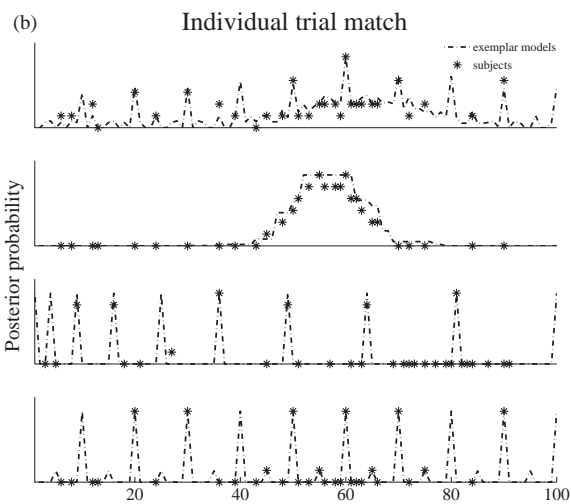 (b)
Individual trial match
exemplar models
subjects
Posterior probability
20 40 60 80 100